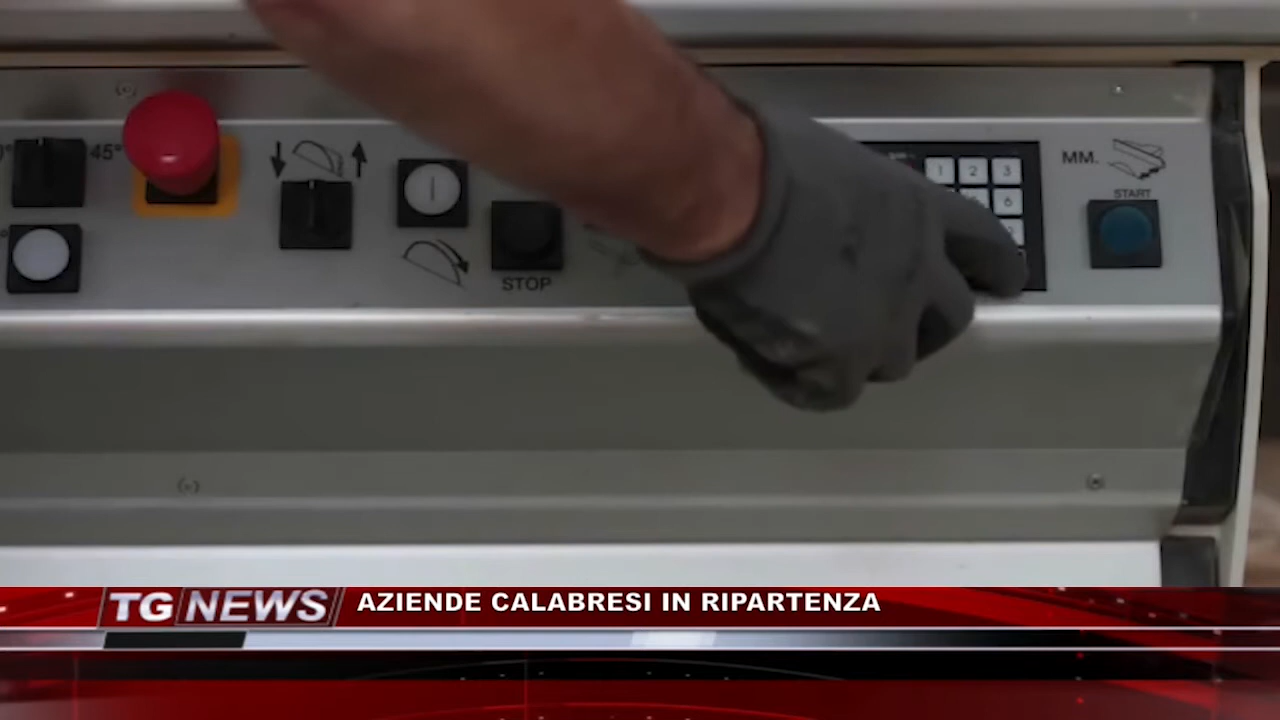 45°
STOP
1 2 3
6
MM.
START
TG NEWS
AZIENDE CALABRESI IN RIPARTENZA